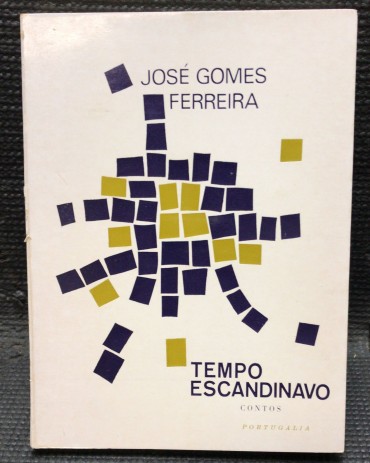 JOSÉ GOMES
FERREIRA
TEMPO
ESCANDINAVO
CONTOS
PORTUGÁLIA